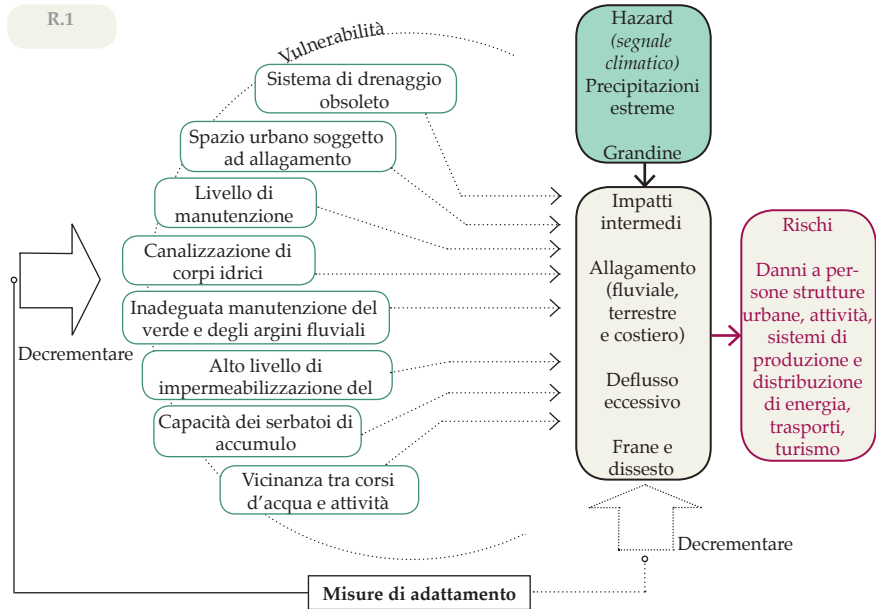 R.1
Vulnerabilità
Sistema di drenaggio
obsoleto
Spazio urbano soggetto
ad allagamento
Livello di
manutenzione
Canalizzazione di
corpi idrici
Inadeguata manutenzione del
verde e degli argini fluviali
Alto livello di
impermeabilizzazione del
Capacità dei serbatoi di
accumulo
Vicinanza tra corsi
d'acqua e attività
Decrementare
Hazard
(segnale
climatico)
Precipitazioni
estreme
Grandine
Impatti
intermedi
Allagamento
(fluviale,
terrestre
e costiero)
Deflusso
eccessivo
Frane e
dissesto
Rischi
Danni a per-
sone strutture
urbane, attività,
sistemi di
produzione e
distribuzione
di energia,
trasporti,
turismo
Decrementare
Misure di adattamento